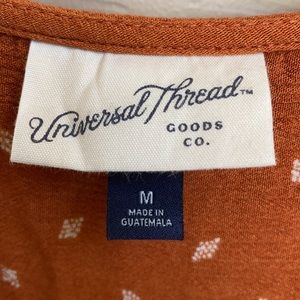 Universal Thread™
GOODS
CO.
M
MADE IN
GUATEMALA